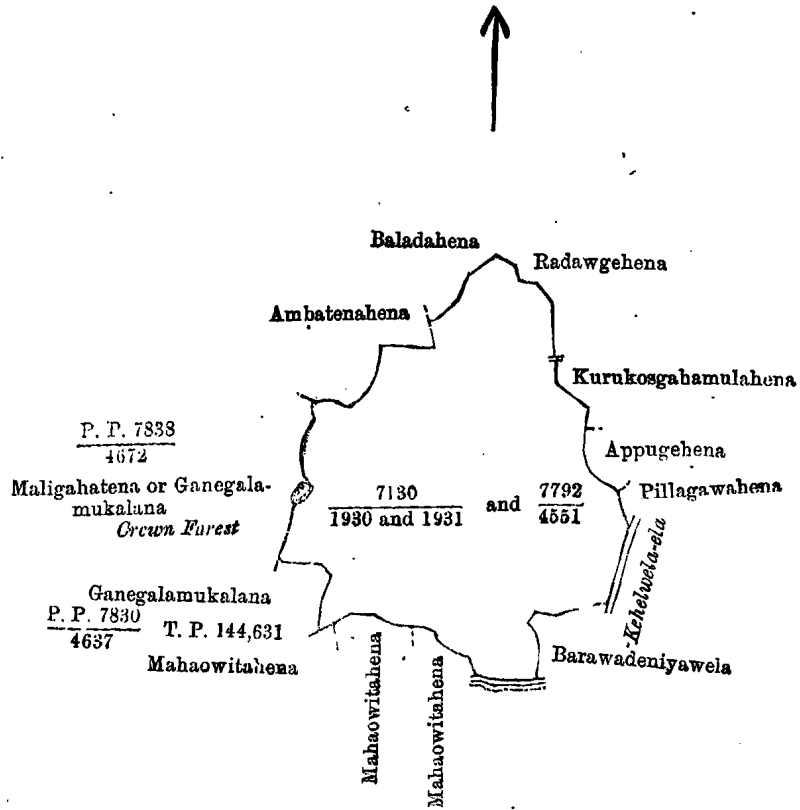 Baladahena
Radawgehena
Ambatenahena
Kurukosgahamulahena
P. P. 7838
4672
Appugehena
Maligahatena or Ganegala-
mukalana
Crown Forest
7130
1930 and 1931
and
7792
4551
Pillagawahena
Kehelwela-ela
Ganegalamukalana
P. P. 7830
4637
T. P. 144,631
Mahaowitahena
Mahaowitahena
Mahaowitahena
Barawadeniyawela